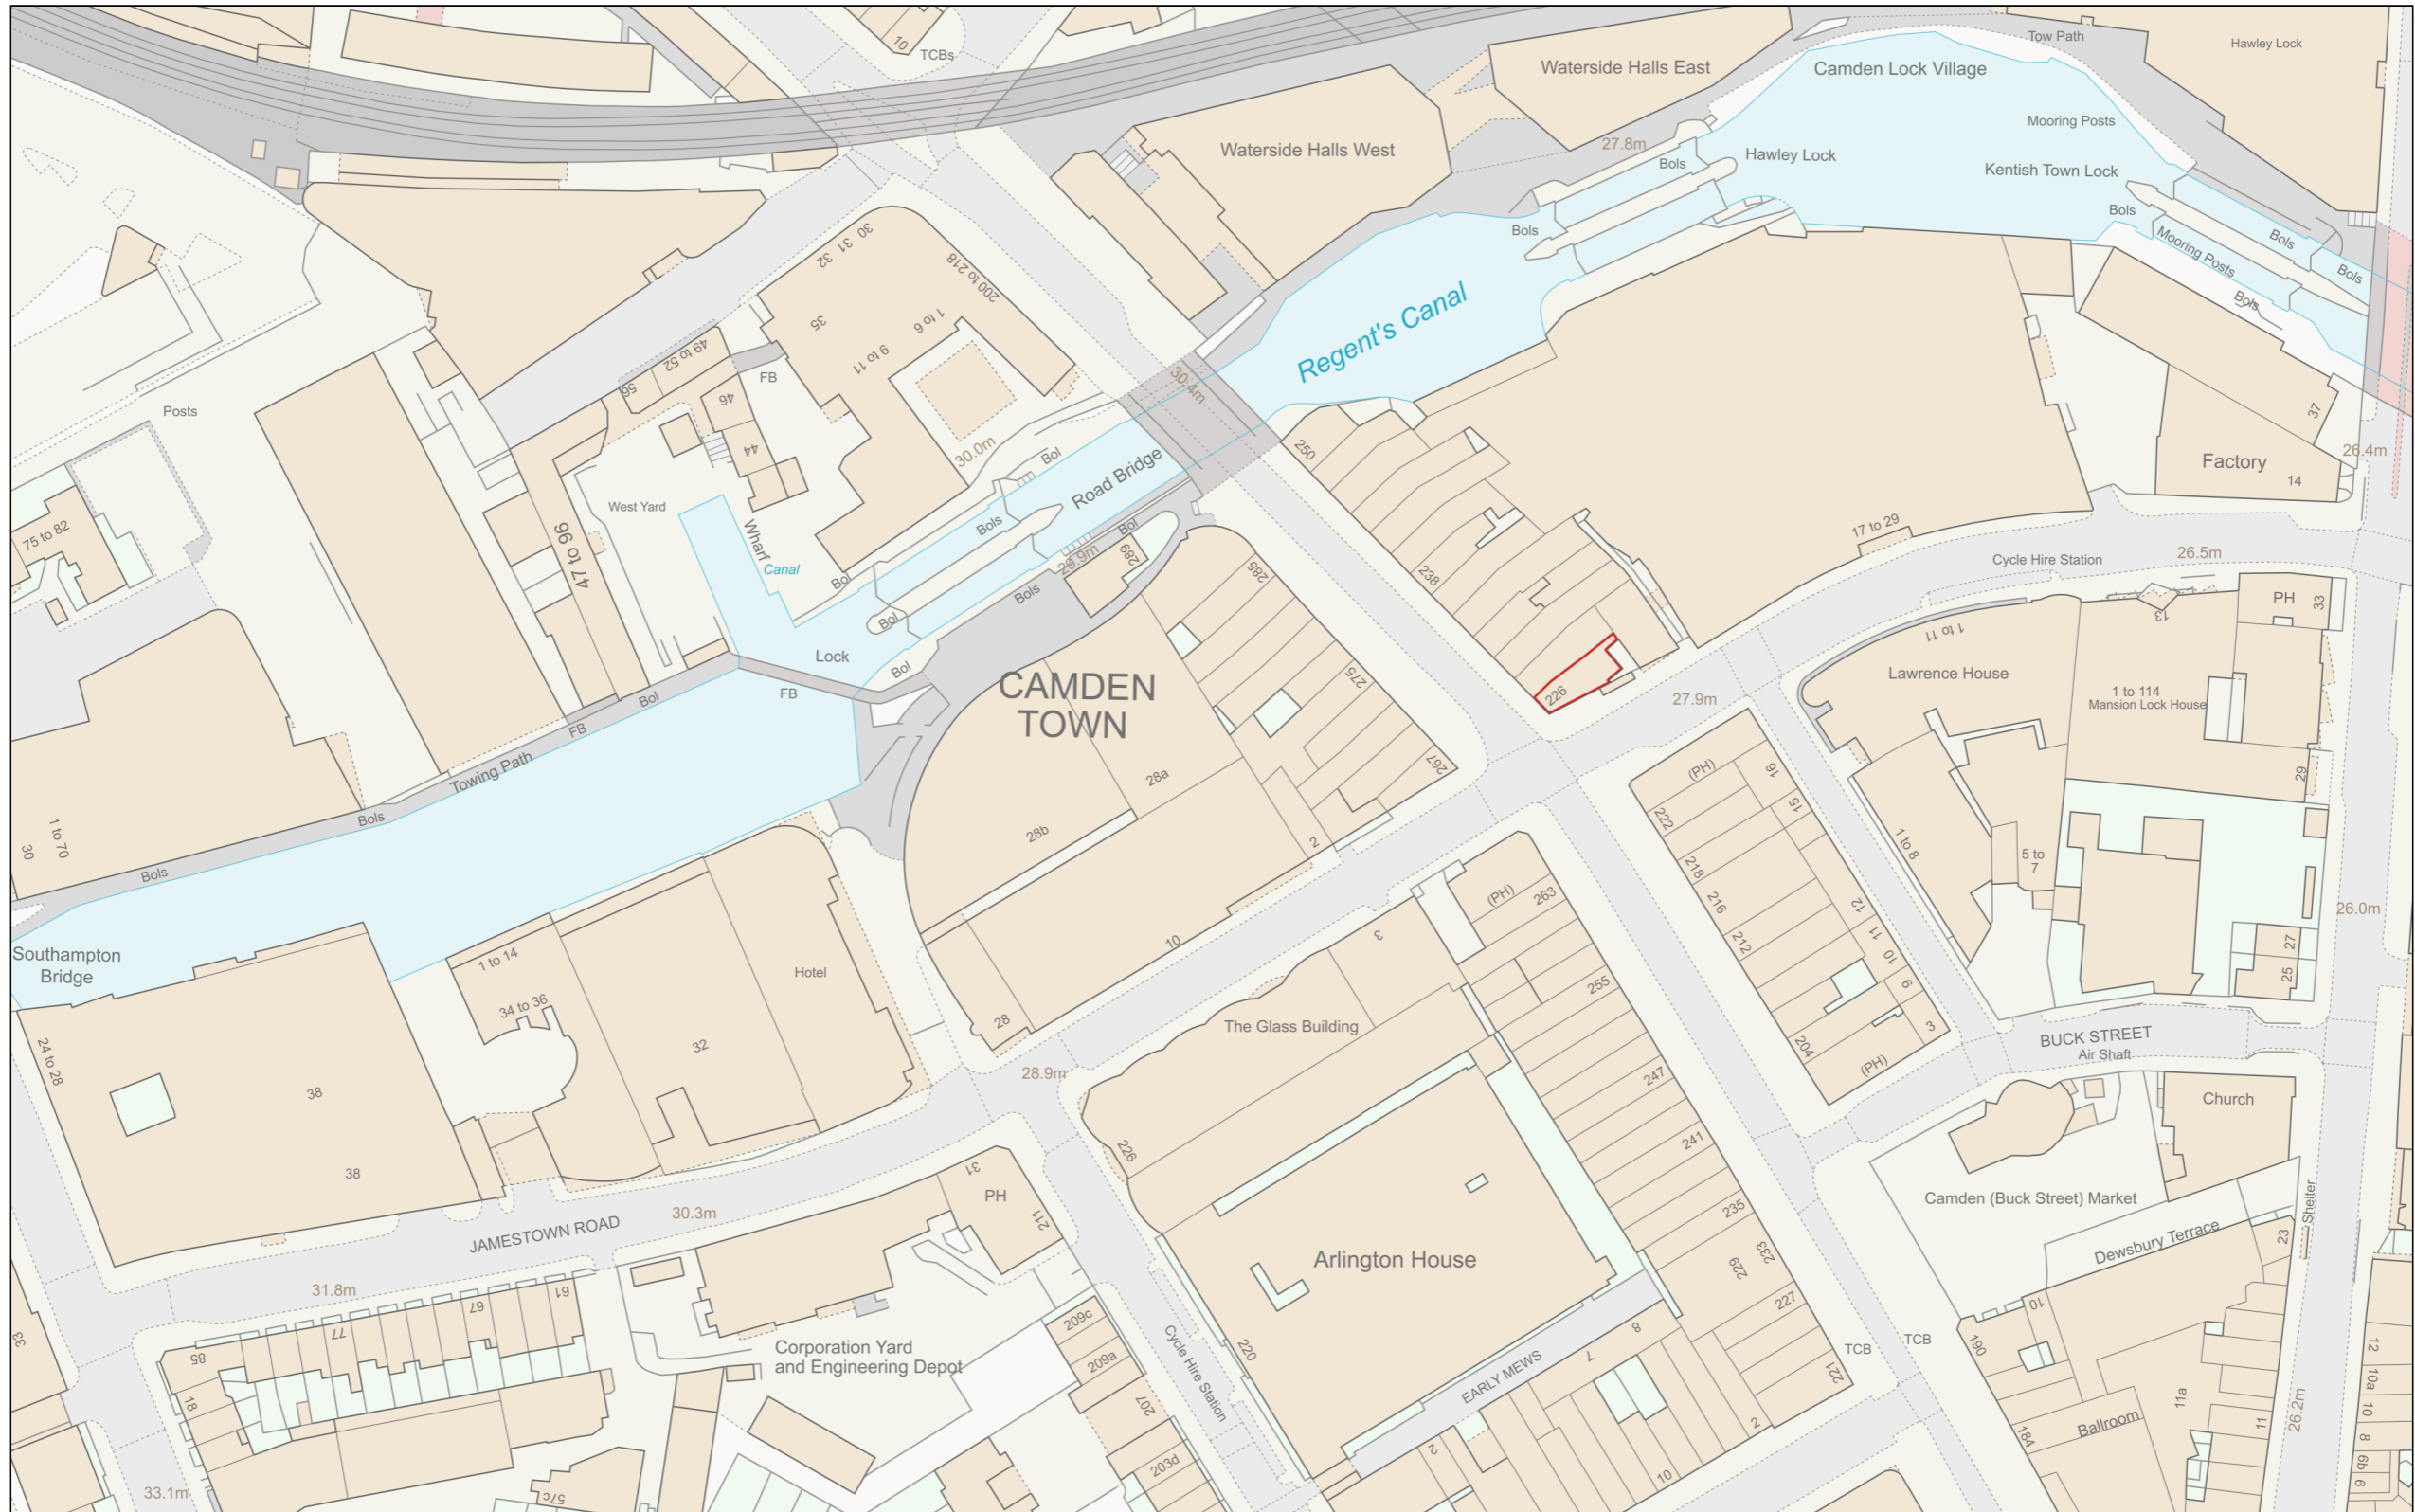 10
TCBs
Tow Path
Hawley Lock
Waterside Halls East
Camden Lock Village
Waterside Halls West
27.8m
Mooring Posts
Bols
Hawley Lock
Kentish Town Lock
Bols
Bols
Mooring Posts
Bols
Bols
Bols
30
31
32
200 to 218
35
1 to 6
9 to 11
49 to 52
56
FB
46
44
Regent's Canal
30.4m
Posts
West Yard
Wharf
Canal
30.0m
Bol
Road Bridge
Bols
Bol
29.9m
289
Bol
Bols
Bol
75 to 82
47 to 96
250
238
285
275
267
37
26.4m
Factory
14
17 to 29
Cycle Hire Station
26.5m
PH
33
13
1 to 11
Lawrence House
1 to 114
Mansion Lock House
29
Lock
Bol
FB
Bol
FB
Towing Path
CAMDEN
TOWN
226
27.9m
28a
28b
2
10
28
1 to 70
30
Bols
Bols
(PH)
16
15
222
218
216
212
12
11
10
6
3
204
(PH)
1 to 8
5 to
7
26.0m
27
25
Southampton
Bridge
1 to 14
34 to 36
Hotel
32
24 to 28
38
38
3
(PH)
263
255
The Glass Building
247
241
235
233
229
227
221
28.9m
226
BUCK STREET
Air Shaft
Church
Camden (Buck Street) Market
Dewsbury Terrace
Shelter
23
31
PH
211
JAMESTOWN ROAD
30.3m
31.8m
Arlington House
33
85
77
67
61
18
Corporation Yard
and Engineering Depot
209c
209a
207
203d
Cycle Hire Station
220
EARLY MEWS
8
7
2
2
10
TCB
TCB
190
10
184
Ballroom
11a
11
26.2m
12
10a
10
8
6b
6
33.1m
57c